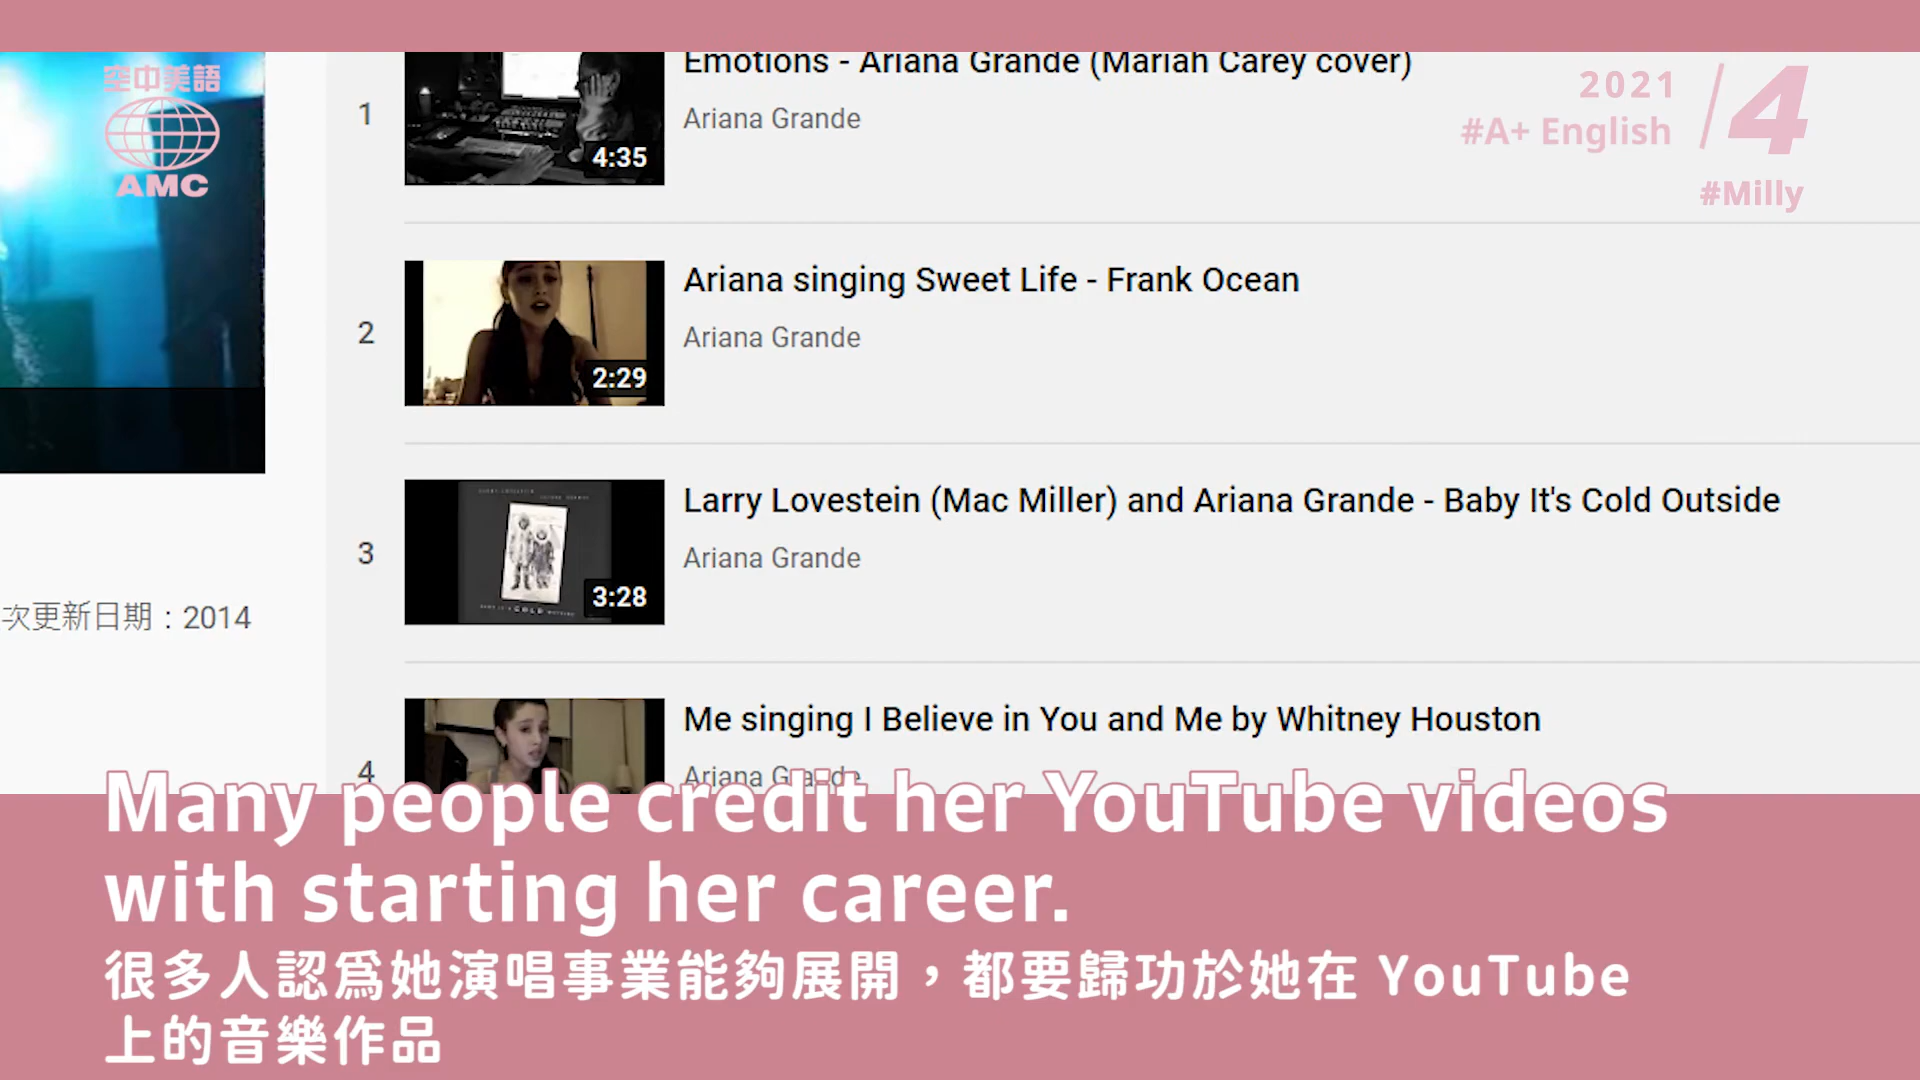 空中美語
AMC
2021
#A+ English
4
#Milly
1
4:35
Emotions - Ariana Grande (Mariah Carey cover)
Ariana Grande
2
2:29
Ariana singing Sweet Life - Frank Ocean
Ariana Grande
3
3:28
COLD
Larry Lovestein (Mac Miller) and Ariana Grande - Baby It's Cold Outside
Ariana Grande
次更新日期：2014
4
Me singing I Believe in You and Me by Whitney Houston
Ariana Grande
Many people credit her YouTube videos
with starting her career.
很多人認爲她演唱事業能夠展開，都要歸功於她在 YouTube
上的音樂作品